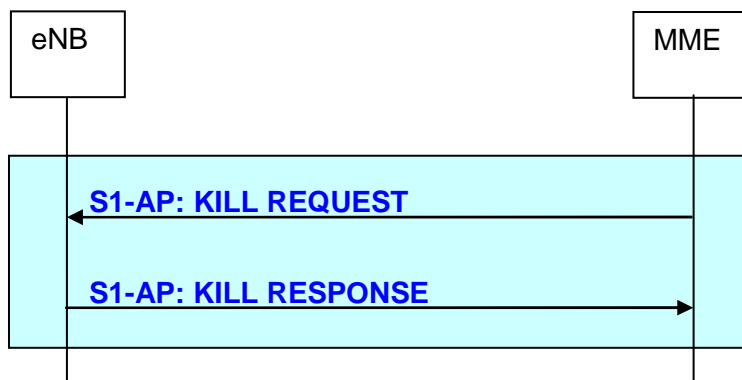 eNB
MME
S1-AP: KILL REQUEST
S1-AP: KILL RESPONSE